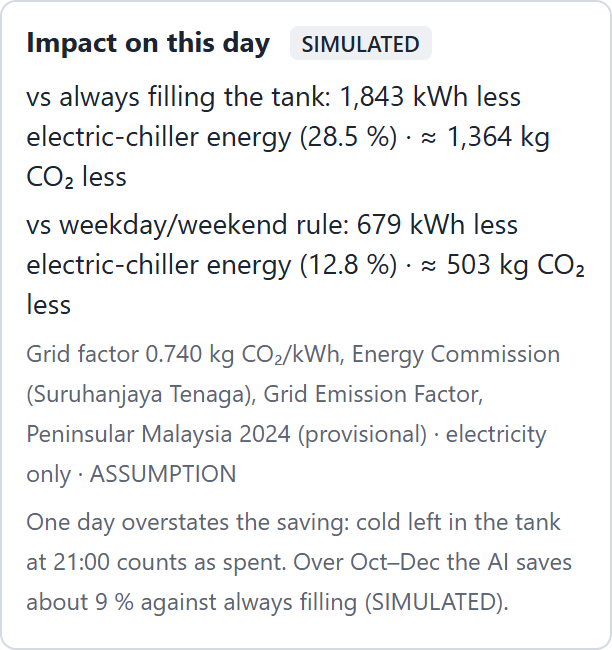 Impact on this day SIMULATED
vs always filling the tank: 1,843 kWh less
electric-chiller energy (28.5 %) · ≈ 1,364 kg
CO₂ less
vs weekday/weekend rule: 679 kWh less
electric-chiller energy (12.8 %) · ≈ 503 kg CO₂
less
Grid factor 0.740 kg CO₂/kWh, Energy Commission
(Suruhanjaya Tenaga), Grid Emission Factor,
Peninsular Malaysia 2024 (provisional) · electricity
only · ASSUMPTION
One day overstates the saving: cold left in the tank
at 21:00 counts as spent. Over Oct–Dec the AI saves
about 9 % against always filling (SIMULATED).